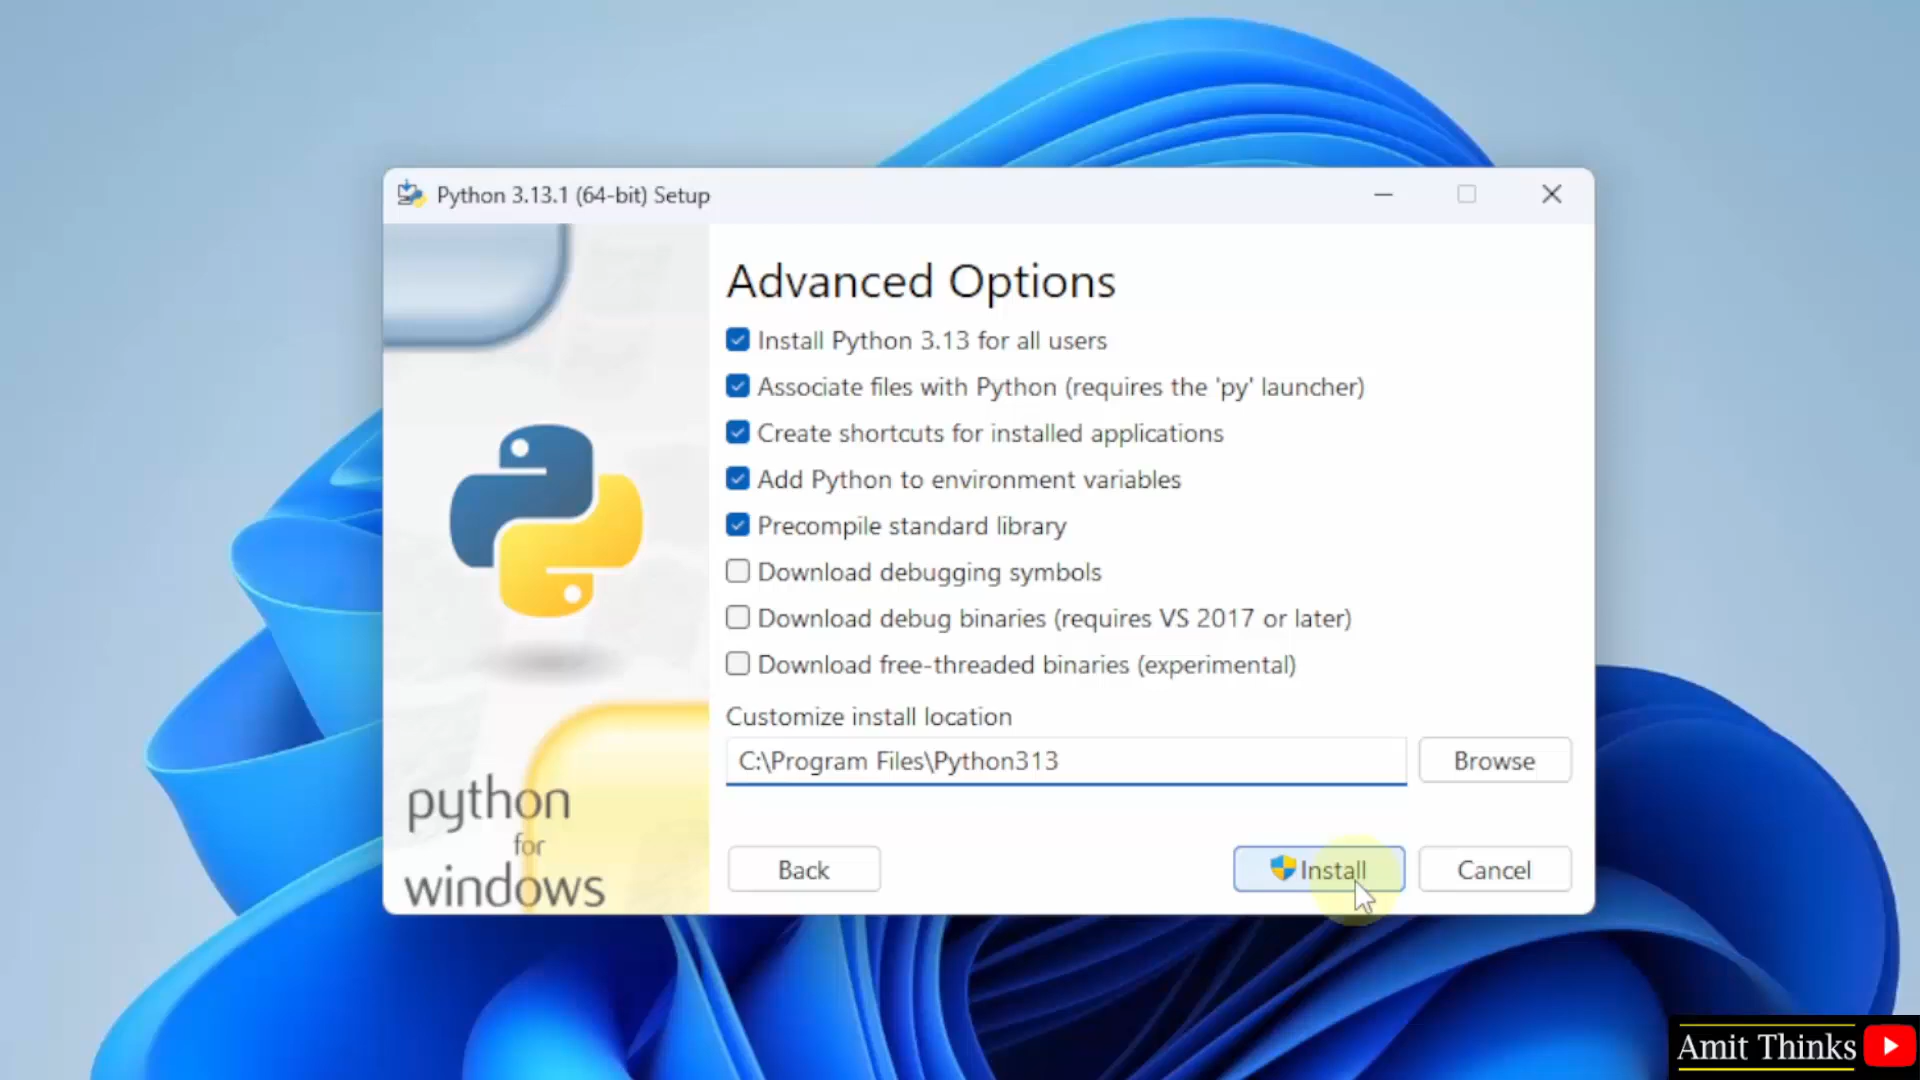 Python 3.13.1 (64-bit) Setup
Advanced Options
Install Python 3.13 for all users
Associate files with Python (requires the 'py' launcher)
Create shortcuts for installed applications
Add Python to environment variables
Precompile standard library
Download debugging symbols
Download debug binaries (requires VS 2017 or later)
Download free-threaded binaries (experimental)
Customize install location
C:\Program Files\Python313
Browse
python
for
windows
Back
Install
Cancel
Amit Thinks